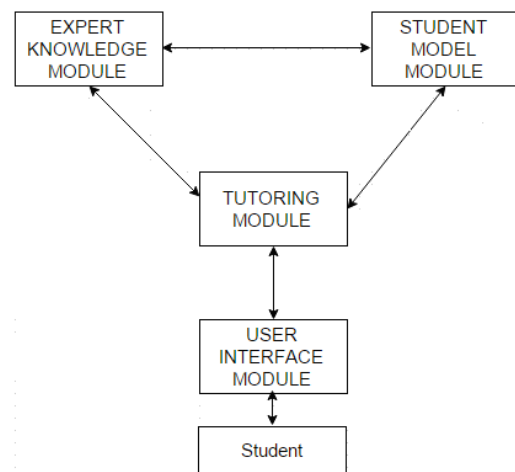 EXPERT
KNOWLEDGE
MODULE
STUDENT
MODEL
MODULE
TUTORING
MODULE
USER
INTERFACE
MODULE
Student